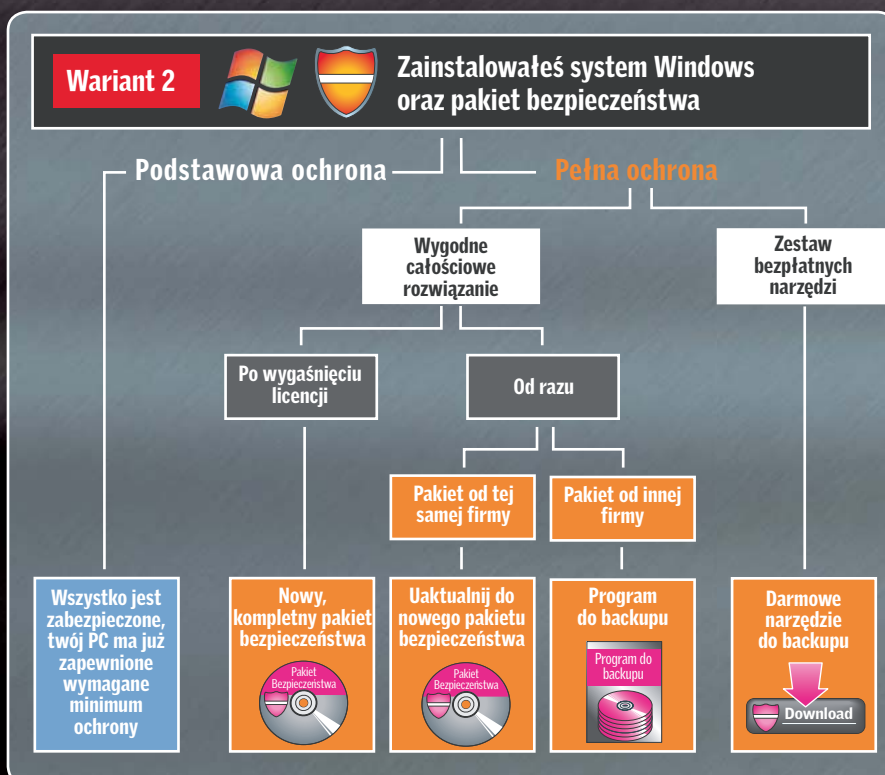 Wariant 2
Zainstalowałeś system Windows
oraz pakiet bezpieczeństwa
Podstawowa ochrona
Pełna ochrona
Wygodne
całościowe
rozwiązanie
Zestaw
bezpłatnych
narzędzi
Po wygaśnięciu
licencji
Od razu
Pakiet od tej
samej firmy
Pakiet od innej
firmy
Wszystko jest
zabezpieczone,
twój PC ma już
zapewnione
wymagane
minimum
ochrony
Nowy,
kompletny pakiet
bezpieczeństwa
Pakiet
Bezpieczeństwa
Uaktualnij do
nowego pakietu
bezpieczeństwa
Pakiet
Bezpieczeństwa
Program
do backupu
Program do
backupu
Darmowe
narzędzie
do backupu
Download